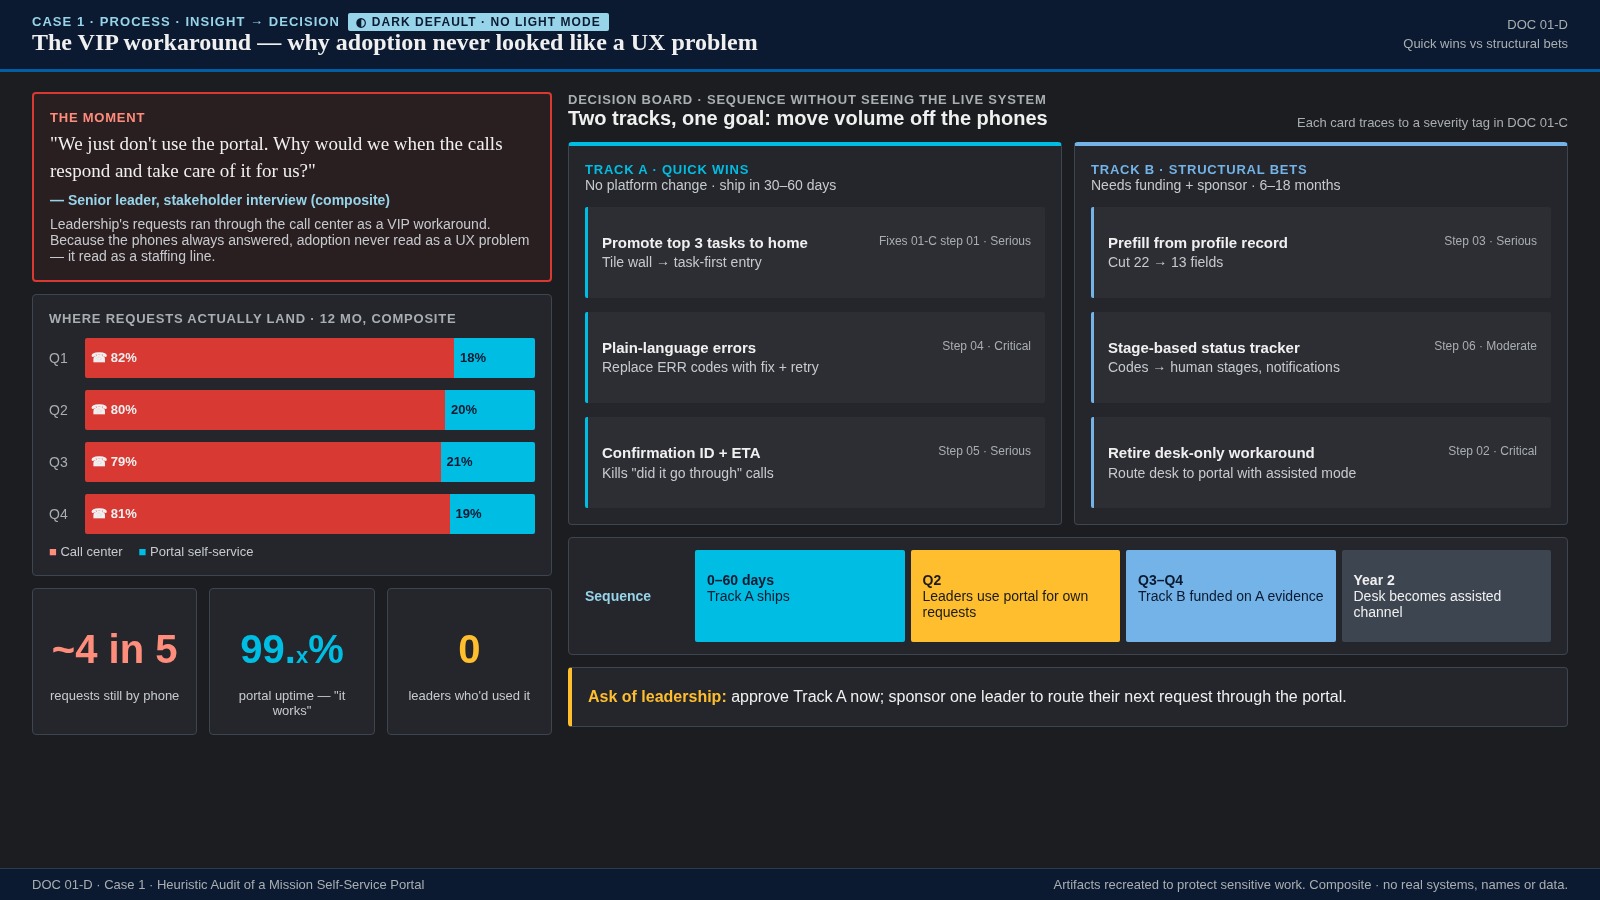 CASE 1 · PROCESS · INSIGHT → DECISION ◐ DARK DEFAULT · NO LIGHT MODE
The VIP workaround — why adoption never looked like a UX problem
DOC 01-D
Quick wins vs structural bets
THE MOMENT
"We just don't use the portal. Why would we when the calls
respond and take care of it for us?"
— Senior leader, stakeholder interview (composite)
Leadership's requests ran through the call center as a VIP workaround.
Because the phones always answered, adoption never read as a UX problem
— it read as a staffing line.
WHERE REQUESTS ACTUALLY LAND · 12 MO, COMPOSITE
Q1 ☎ 82% 18%
Q2 ☎ 80% 20%
Q3 ☎ 79% 21%
Q4 ☎ 81% 19%
■ Call center ■ Portal self-service
~4 in 5
requests still by phone
99.x%
portal uptime — "it
works"
0
leaders who'd used it
DECISION BOARD · SEQUENCE WITHOUT SEEING THE LIVE SYSTEM
Two tracks, one goal: move volume off the phones
Each card traces to a severity tag in DOC 01-C
TRACK A · QUICK WINS
No platform change · ship in 30–60 days
Promote top 3 tasks to home Fixes 01-C step 01 · Serious
Tile wall → task-first entry
Plain-language errors Step 04 · Critical
Replace ERR codes with fix + retry
Confirmation ID + ETA Step 05 · Serious
Kills "did it go through" calls
TRACK B · STRUCTURAL BETS
Needs funding + sponsor · 6–18 months
Prefill from profile record Step 03 · Serious
Cut 22 → 13 fields
Stage-based status tracker Step 06 · Moderate
Codes → human stages, notifications
Retire desk-only workaround Step 02 · Critical
Route desk to portal with assisted mode
Sequence
0–60 days
Track A ships
Q2
Leaders use portal for own
requests
Q3–Q4
Track B funded on A evidence
Year 2
Desk becomes assisted
channel
Ask of leadership: approve Track A now; sponsor one leader to route their next request through the portal.
DOC 01-D · Case 1 · Heuristic Audit of a Mission Self-Service Portal
Artifacts recreated to protect sensitive work. Composite · no real systems, names or data.